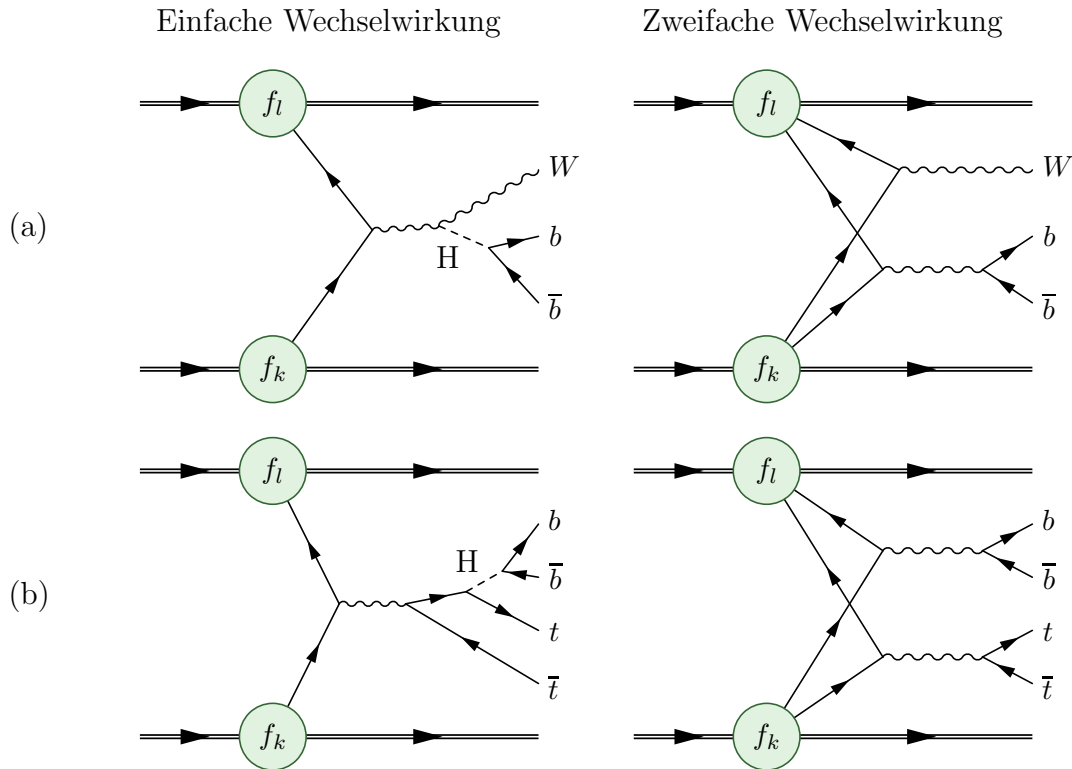 Einfache Wechselwirkung Zweifache Wechselwirkung
(a)
f_l
W
H
b
b̅
f_k
f_l
W
b
b̅
f_k
(b)
f_l
b
H
b̅
t
t̅
f_k
f_l
b
b̅
t
t̅
f_k